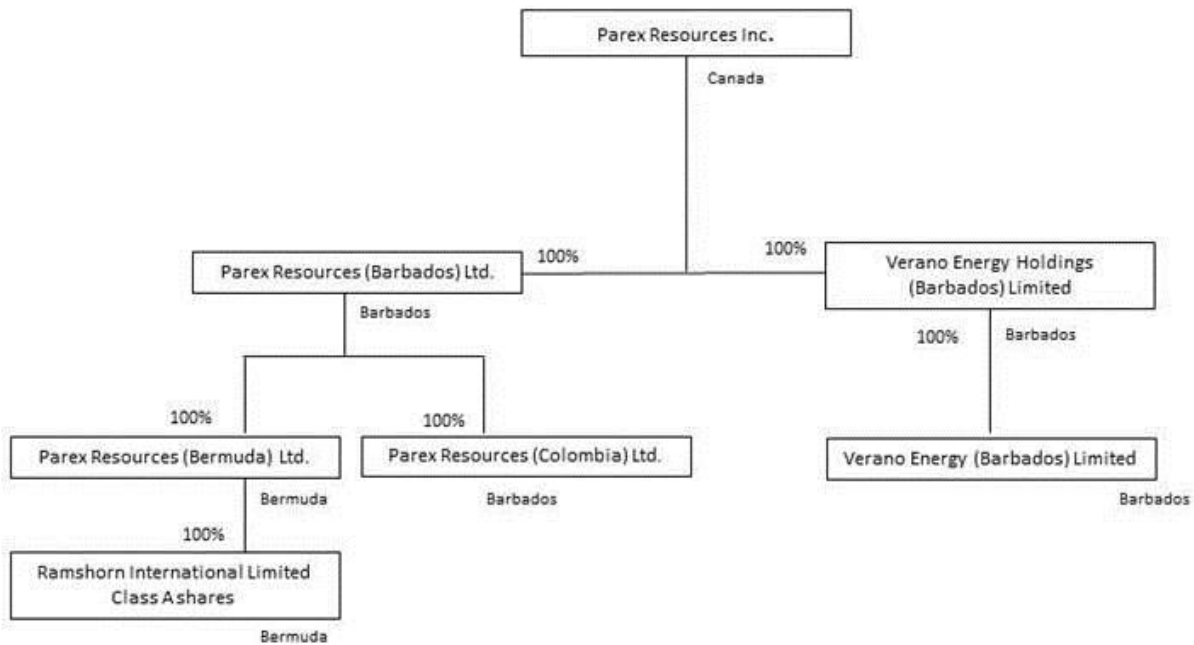 Parex Resources Inc.
Canada
100%
100%
Parex Resources (Barbados) Ltd.
Verano Energy Holdings
(Barbados) Limited
Barbados
100%
Barbados
100%
100%
Parex Resources (Bermuda) Ltd.
Parex Resources (Colombia) Ltd.
Verano Energy (Barbados) Limited
Bermuda
Barbados
Barbados
100%
Ramshorn International Limited
Class A shares
Bermuda